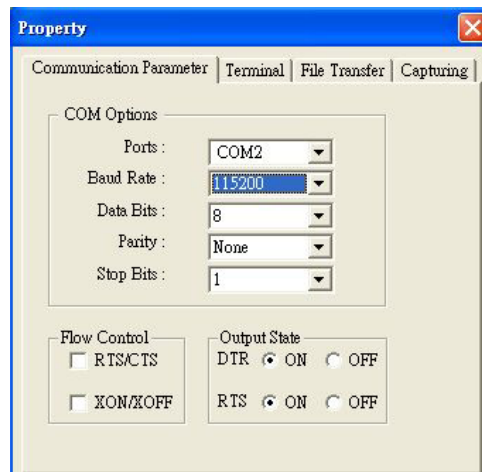 Property
Communication Parameter Terminal File Transfer Capturing
COM Options
Ports : COM2
Baud Rate : 115200
Data Bits : 8
Parity : None
Stop Bits : 1
Flow Control Output State
RTS/CTS DTR ON OFF
XON/XOFF RTS ON OFF